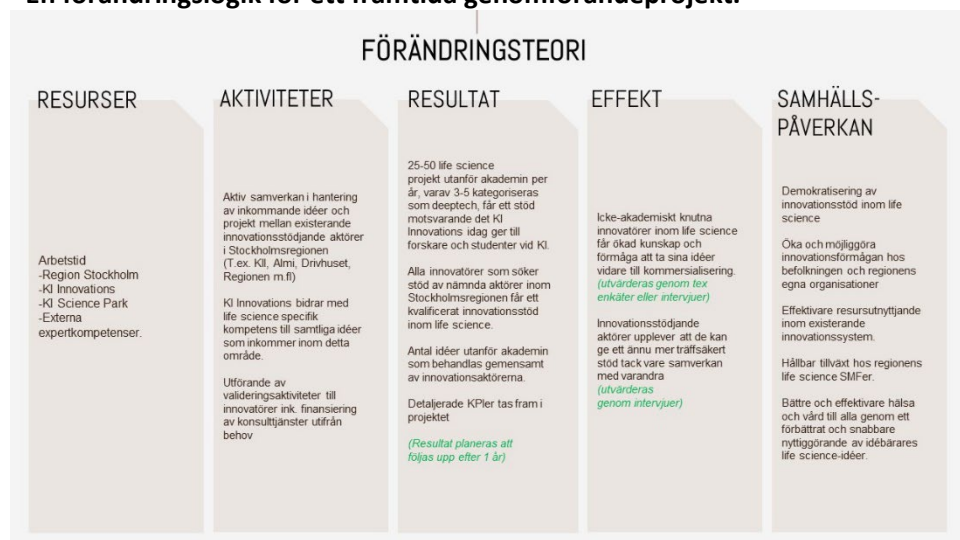 En förändringslogik för ett framtida genomförandeprojekt.
FÖRÄNDRINGSTEORI
RESURSER
Arbetstid
-Region Stockholm
-KI Innovations
-KI Science Park
-Externa
expertkompetenser.
AKTIVITETER
Aktiv samverkan i hantering
av inkommande idéer och
projekt mellan existerande
innovationsstödjande aktörer
i Stockholmsregionen
(T.ex. KII, Almi, Drivhuset,
Regionen m.fl)
KI Innovations bidrar med
life science specifik
kompetens till samtliga idéer
som inkommer inom detta
område.
Utförande av
valideringsaktiviteter till
innovatörer ink. finansiering
av konsulttjänster utifrån
behov
RESULTAT
25-50 life science
projekt utanför akademin per
år, varav 3-5 kategoriseras
som deeptech, får ett stöd
motsvarande det KI
Innovations idag ger till
forskare och studenter vid KI.
Alla innovatörer som söker
stöd av nämnda aktörer inom
Stockholmsregionen får ett
kvalificerat innovationsstöd
inom life science.
Antal idéer utanför akademin
som behandlas gemensamt
av innovationsaktörerna.
Detaljerade KPIer tas fram i
projektet
(Resultat planeras att
följas upp efter 1 år)
EFFEKT
Icke-akademiskt knutna
innovatörer inom life science
får ökad kunskap och
förmåga att ta sina idéer
vidare till kommersialisering.
(utvärderas genom tex
enkäter eller intervjuer)
Innovationsstödjande
aktörer upplever att de kan
ge ett ännu mer träffsäkert
stöd tack vare samverkan
med varandra
(utvärderas
genom intervjuer)
SAMHÄLLS-
PÅVERKAN
Demokratisering av
innovationsstöd inom life
science
Öka och möjliggöra
innovationsförmågan hos
befolkningen och regionens
egna organisationer
Effektivare resursutnyttjande
inom existerande
innovationssystem.
Hållbar tillväxt hos regionens
life science SMFer.
Bättre och effektivare hälsa
och vård till alla genom ett
förbättrat och snabbare
nyttiggörande av idébärares
life science-idéer.